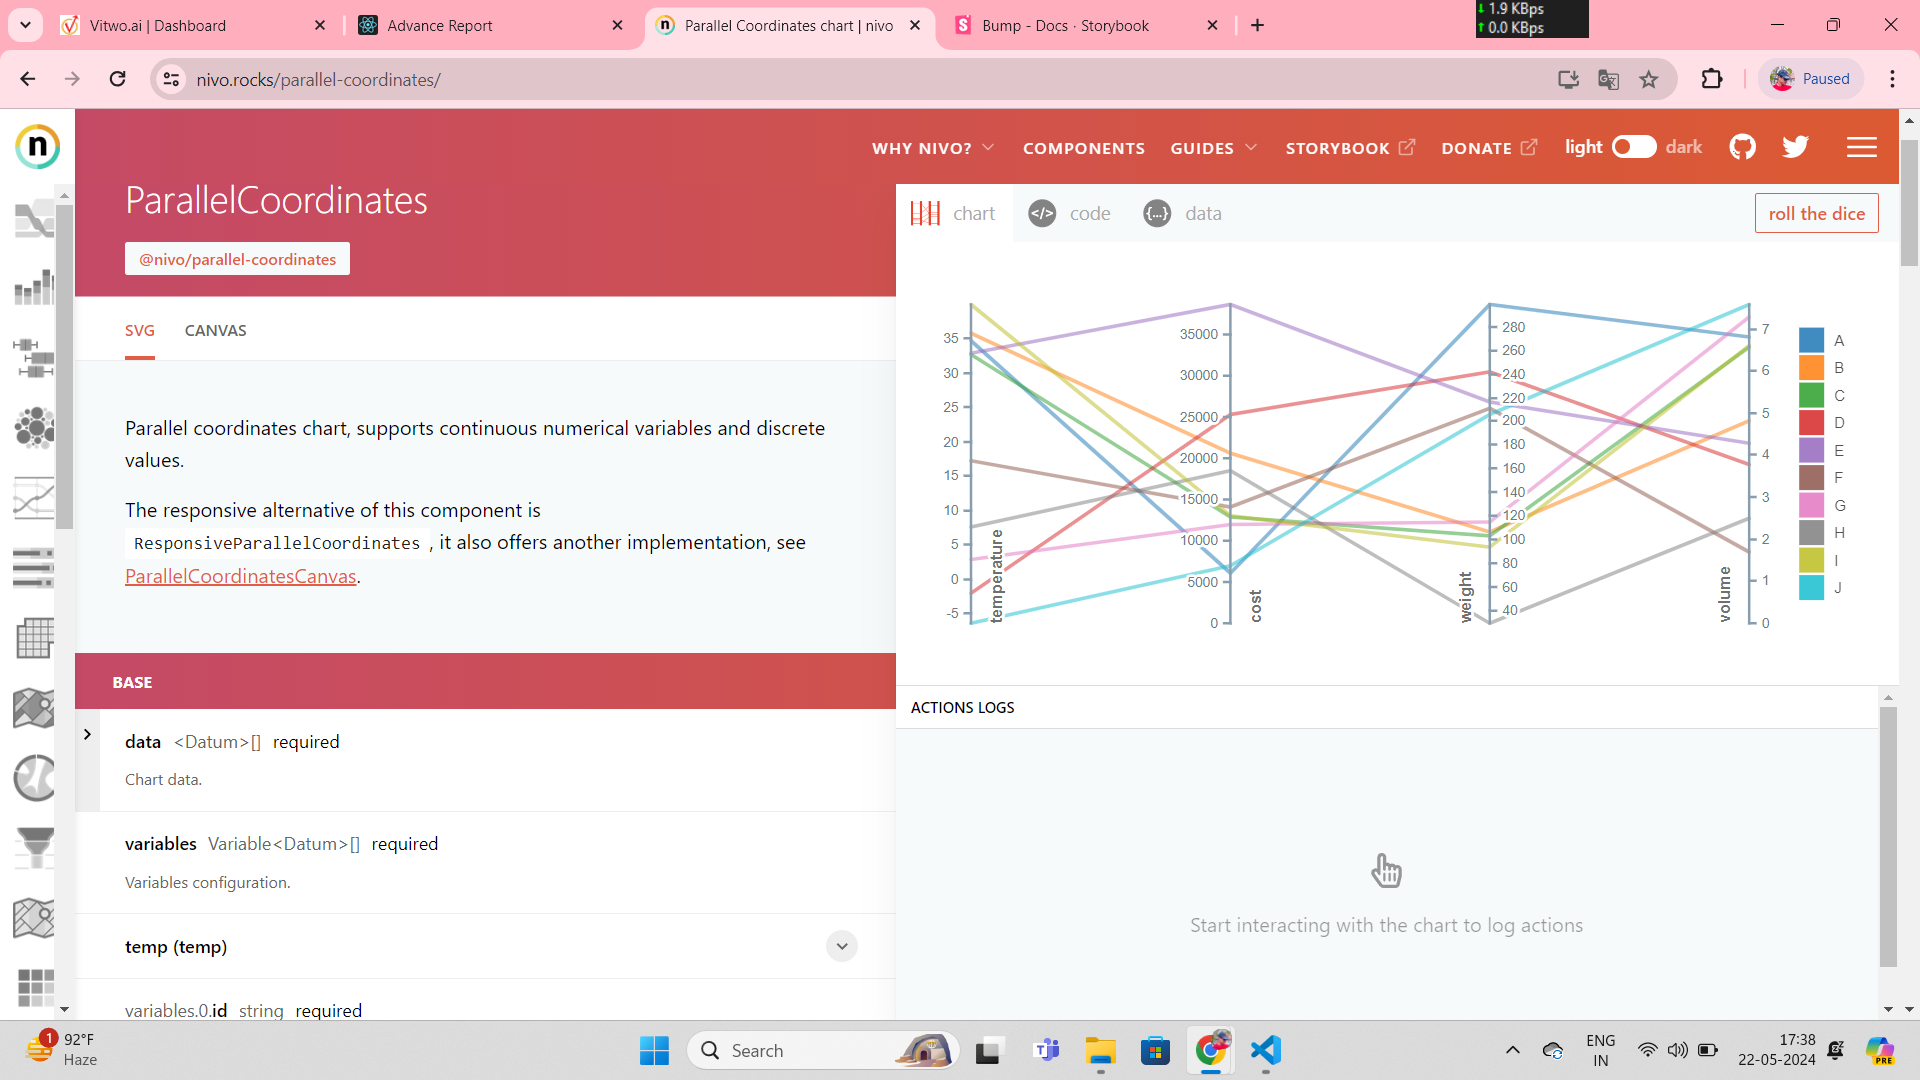 Vitwo.ai | Dashboard
Advance Report
Parallel Coordinates chart | nivo
Bump - Docs · Storybook
1.9 KBps
0.0 KBps
nivo.rocks/parallel-coordinates/
Paused
n
WHY NIVO?
COMPONENTS
GUIDES
STORYBOOK
DONATE
light
dark
ParallelCoordinates
@nivo/parallel-coordinates
SVG
CANVAS
Parallel coordinates chart, supports continuous numerical variables and discrete
values.
The responsive alternative of this component is
ResponsiveParallelCoordinates , it also offers another implementation, see
ParallelCoordinatesCanvas.
BASE
data <Datum>[] required
Chart data.
variables Variable<Datum>[] required
Variables configuration.
temp (temp)
variables.0.id string required
chart
</> code
{...} data
roll the dice
35
30
25
20
15
10
5
0
-5
temperature
35000
30000
25000
20000
15000
10000
5000
0
cost
280
260
240
220
200
180
160
140
120
100
80
60
40
weight
7
6
5
4
3
2
1
0
volume
A
B
C
D
E
F
G
H
I
J
ACTIONS LOGS
Start interacting with the chart to log actions
1
92°F
Haze
Search
ENG
IN
17:38
22-05-2024
PRE